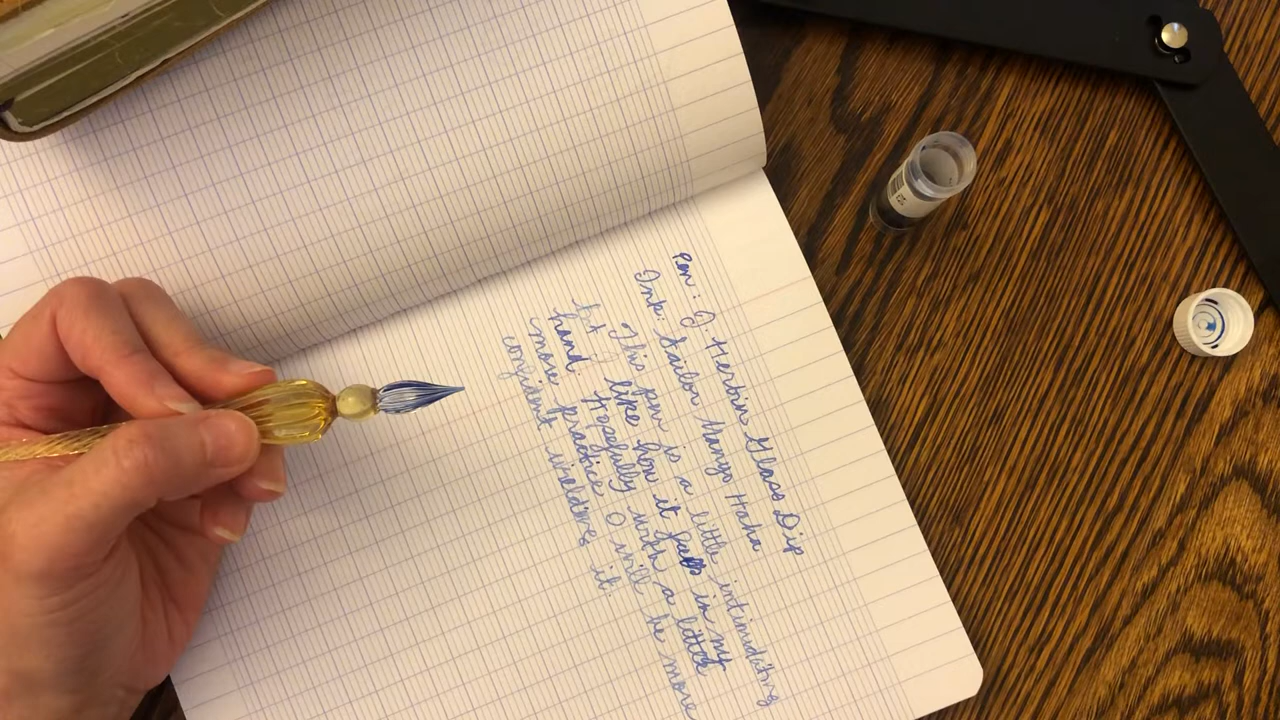 Pen: J. Herbin Glass Dip
Ink: Sailor Manyo Haha
This pen is a little intimidating
but I like how it feels in my
hand. Hopefully with a little
more practice I will be more
confident wielding it.